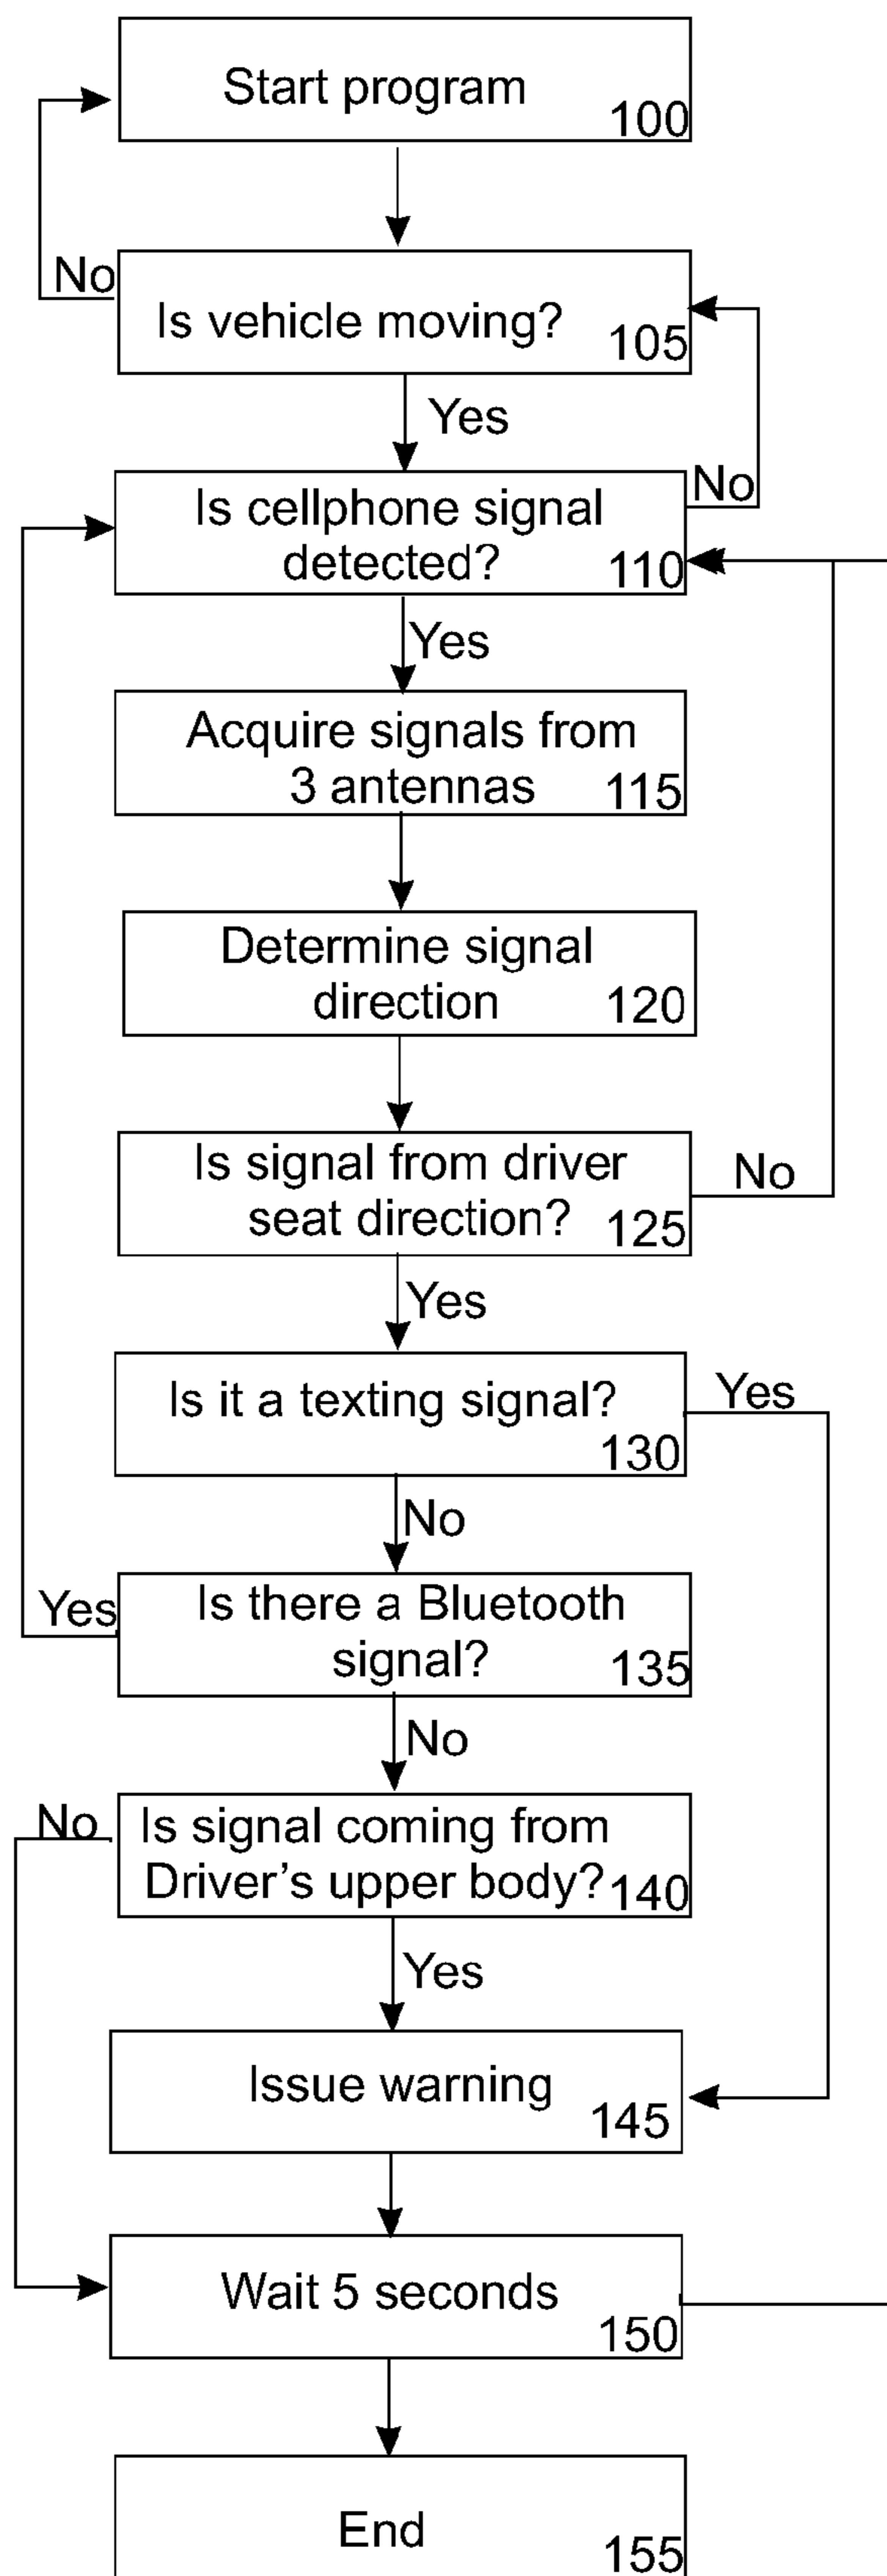 Start program
100
No
Is vehicle moving?
105
Yes
Is cellphone signal
detected?
110
No
Yes
Acquire signals from
3 antennas
115
Determine signal
direction
120
Is signal from driver
seat direction?
125
No
Yes
Is it a texting signal?
130
Yes
No
Is there a Bluetooth
signal?
135
Yes
No
Is signal coming from
Driver's upper body?
140
No
Yes
Issue warning
145
Wait 5 seconds
150
End
155